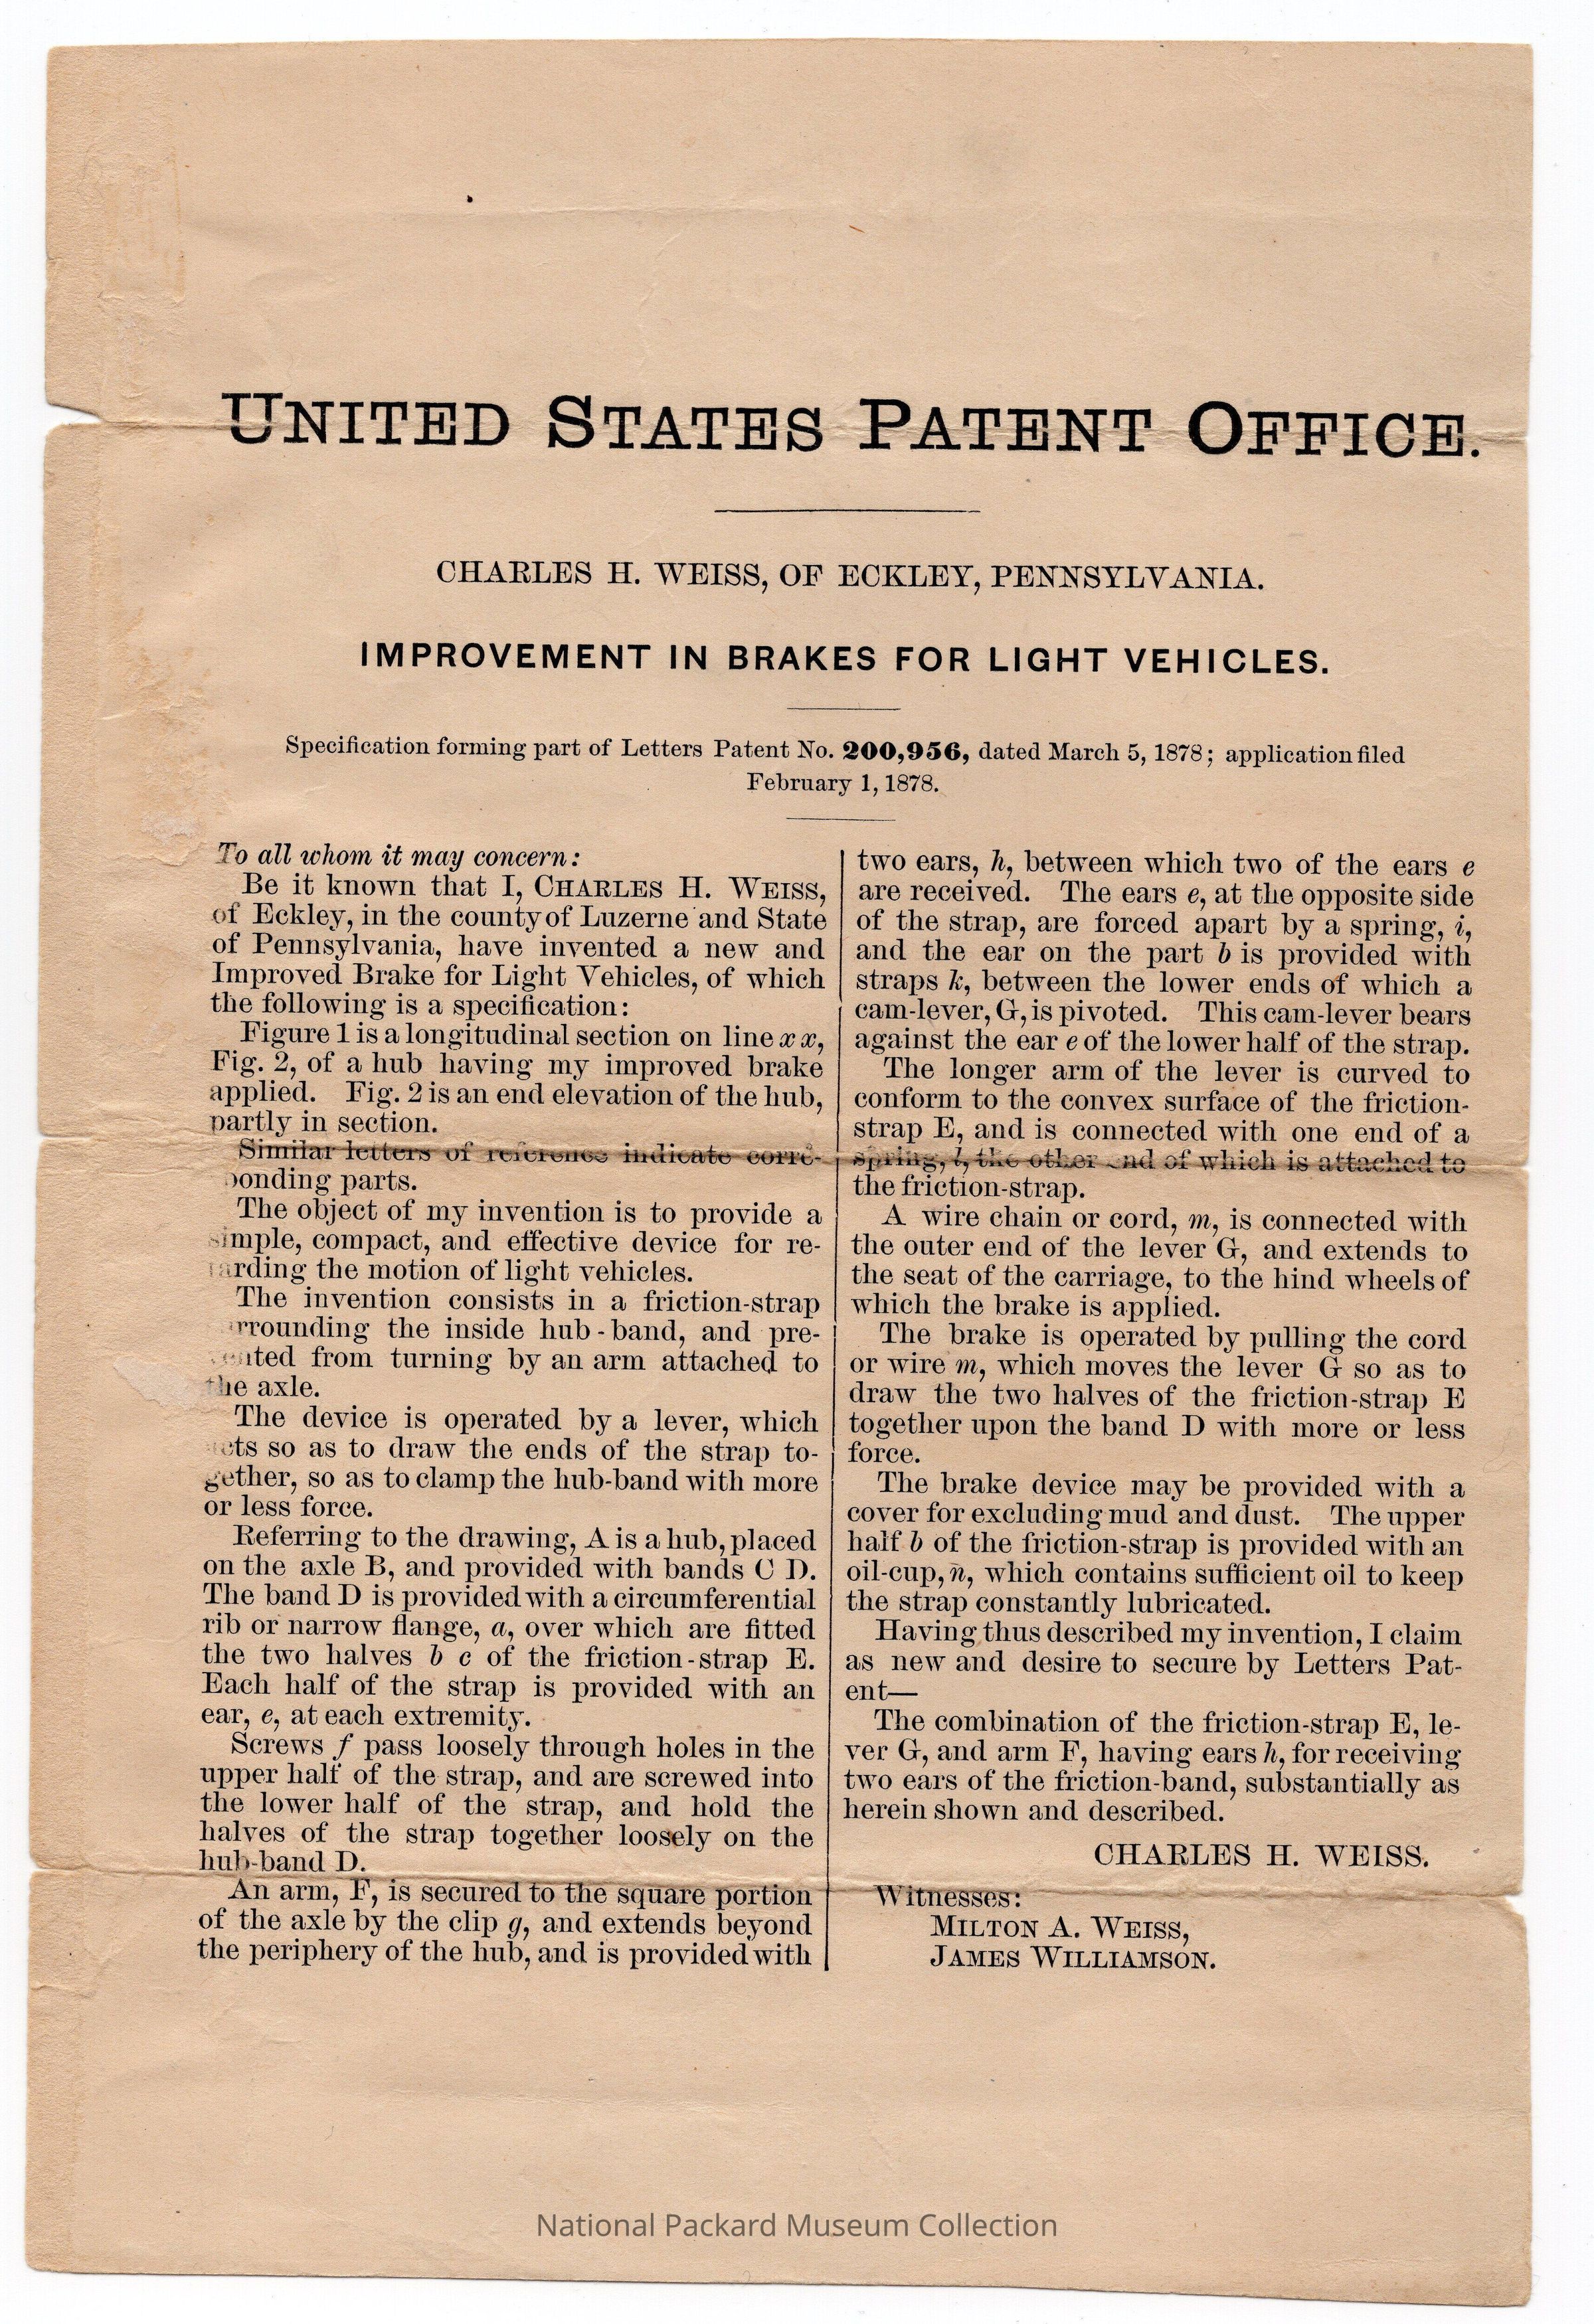 UNITED STATES PATENT OFFICE.
CHARLES H. WEISS, OF ECKLEY, PENNSYLVANIA.
IMPROVEMENT IN BRAKES FOR LIGHT VEHICLES.
Specification forming part of Letters Patent No. 200,956, dated March 5, 1878; application filed
February 1, 1878.
To all whom it may concern:
Be it known that I, CHARLES H. WEISS,
of Eckley, in the county of Luzerne and State
of Pennsylvania, have invented a new and
Improved Brake for Light Vehicles, of which
the following is a specification:
Figure 1 is a longitudinal section on line x x,
Fig. 2, of a hub having my improved brake
applied. Fig. 2 is an end elevation of the hub,
partly in section.
Similar letters of reference indicate corre-
ponding parts.
The object of my invention is to provide a
simple, compact, and effective device for re-
tarding the motion of light vehicles.
The invention consists in a friction-strap
urrounding the inside hub-band, and pre-
vented from turning by an arm attached to
the axle.
The device is operated by a lever, which
acts so as to draw the ends of the strap to-
gether, so as to clamp the hub-band with more
or less force.
Referring to the drawing, A is a hub, placed
on the axle B, and provided with bands C D.
The band D is provided with a circumferential
rib or narrow flange, a, over which are fitted
the two halves b c of the friction-strap E.
Each half of the strap is provided with an
ear, e, at each extremity.
Screws f pass loosely through holes in the
upper half of the strap, and are screwed into
the lower half of the strap, and hold the
halves of the strap together loosely on the
hub-band D.
An arm, F, is secured to the square portion
of the axle by the clip g, and extends beyond
the periphery of the hub, and is provided with
two ears, h, between which two of the ears e
are received. The ears e, at the opposite side
of the strap, are forced apart by a spring, i,
and the ear on the part b is provided with
straps k, between the lower ends of which a
cam-lever, G, is pivoted. This cam-lever bears
against the ear e of the lower half of the strap.
The longer arm of the lever is curved to
conform to the convex surface of the friction-
strap E, and is connected with one end of a
spring, l, the other end of which is attached to
the friction-strap.
A wire chain or cord, m, is connected with
the outer end of the lever G, and extends to
the seat of the carriage, to the hind wheels of
which the brake is applied.
The brake is operated by pulling the cord
or wire m, which moves the lever G so as to
draw the two halves of the friction-strap E
together upon the band D with more or less
force.
The brake device may be provided with a
cover for excluding mud and dust. The upper
half b of the friction-strap is provided with an
oil-cup, n, which contains sufficient oil to keep
the strap constantly lubricated.
Having thus described my invention, I claim
as new and desire to secure by Letters Pat-
ent—
The combination of the friction-strap E, le-
ver G, and arm F, having ears h, for receiving
two ears of the friction-band, substantially as
herein shown and described.
CHARLES H. WEISS.
Witnesses:
MILTON A. WEISS,
JAMES WILLIAMSON.
National Packard Museum Collection